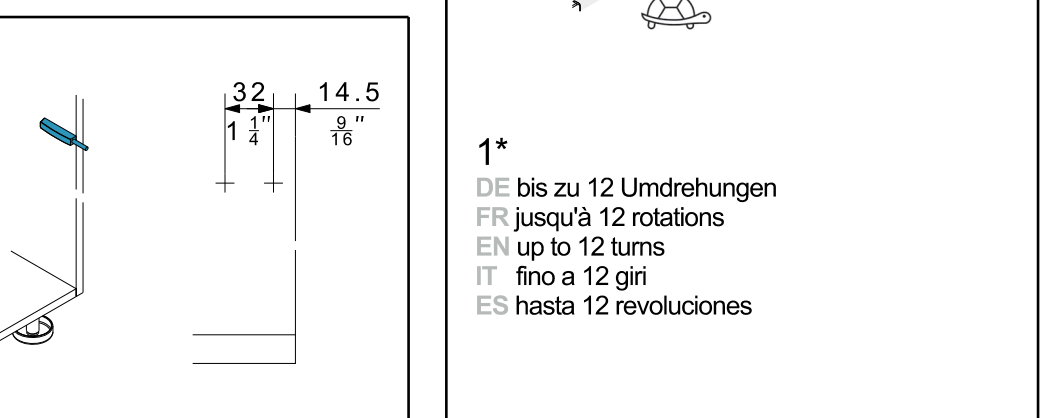 32 14.5
1 1/4" 9/16"
1*
DE bis zu 12 Umdrehungen
FR jusqu'à 12 rotations
EN up to 12 turns
IT fino a 12 giri
ES hasta 12 revoluciones